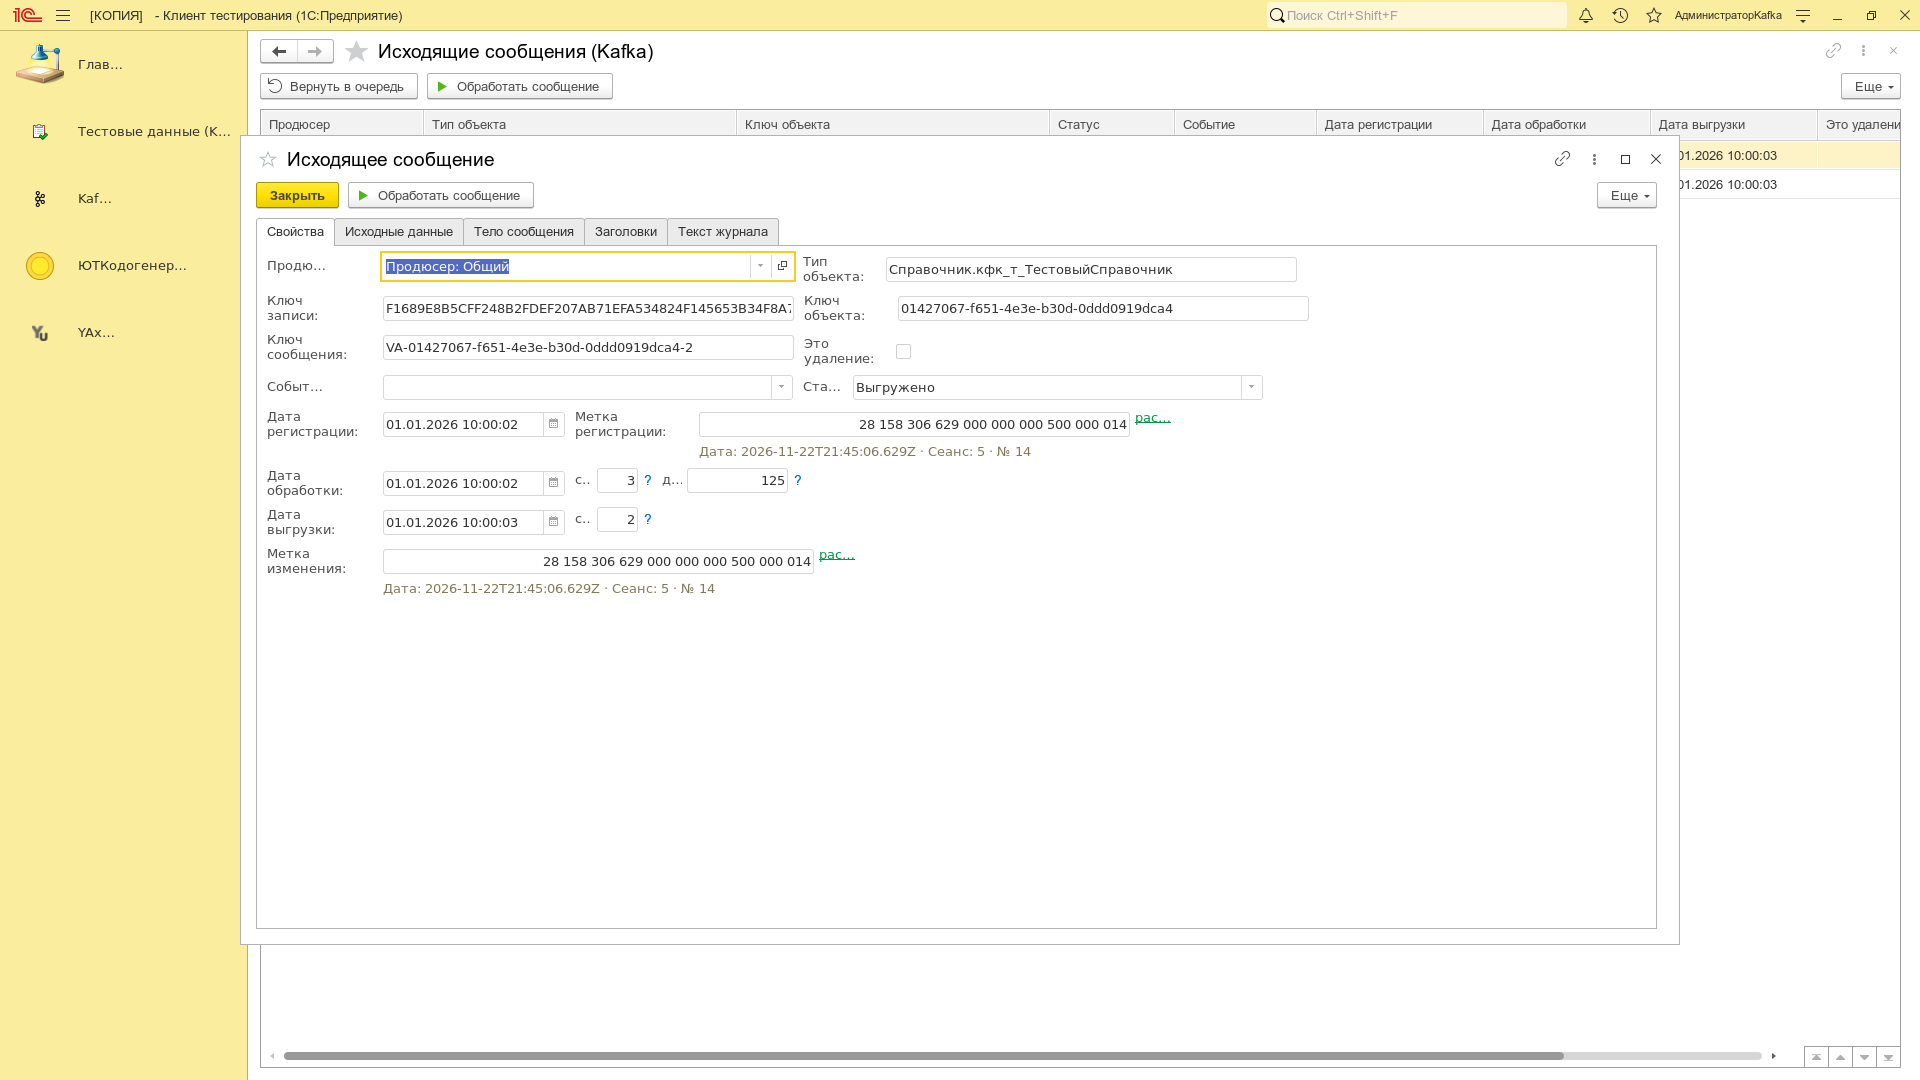 [КОПИЯ] - Клиент тестирования (1С:Предприятие)
Поиск Ctrl+Shift+F
АдминистраторKafka
Глав...
Тестовые данные (К...
Kaf...
ЮТКодогенер...
YAx...
Исходящие сообщения (Kafka)
Вернуть в очередь
Обработать сообщение
Еще
Продюсер
Тип объекта
Ключ объекта
Статус
Событие
Дата регистрации
Дата обработки
Дата выгрузки
Это удалени
01.2026 10:00:03
01.2026 10:00:03
Исходящее сообщение
Закрыть
Обработать сообщение
Еще
Свойства
Исходные данные
Тело сообщения
Заголовки
Текст журнала
Продю...
Продюсер: Общий
Тип объекта:
Справочник.кфк_т_ТестовыйСправочник
Ключ записи:
F1689E8B5CFF248B2FDEF207AB71EFA534824F145653B34F8A7
Ключ объекта:
01427067-f651-4e3e-b30d-0ddd0919dca4
Ключ сообщения:
VA-01427067-f651-4e3e-b30d-0ddd0919dca4-2
Это удаление:
Событ...
Ста...
Выгружено
Дата регистрации:
01.01.2026 10:00:02
Метка регистрации:
28 158 306 629 000 000 000 500 000 014
рас...
Дата: 2026-11-22T21:45:06.629Z · Сеанс: 5 · № 14
Дата обработки:
01.01.2026 10:00:02
с..
3
?
д...
125
?
Дата выгрузки:
01.01.2026 10:00:03
с..
2
?
Метка изменения:
28 158 306 629 000 000 000 500 000 014
рас...
Дата: 2026-11-22T21:45:06.629Z · Сеанс: 5 · № 14